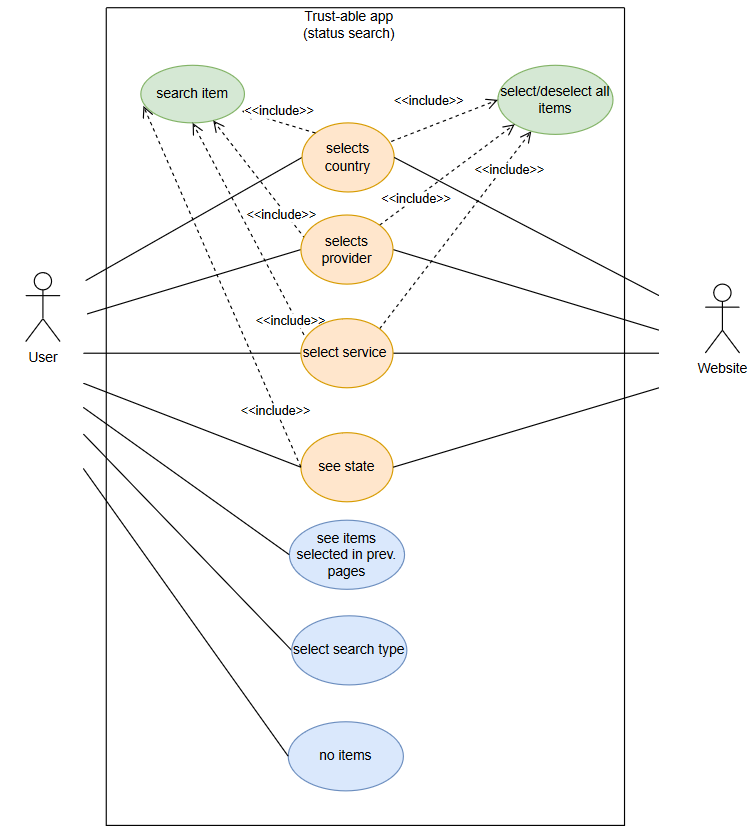 Trust-able app
(status search)
search item
select/deselect all
items
<<include>>
<<include>>
selects
country
<<include>>
<<include>>
<<include>>
selects
provider
User
<<include>>
select service
Website
<<include>>
see state
see items
selected in prev.
pages
select search type
no items